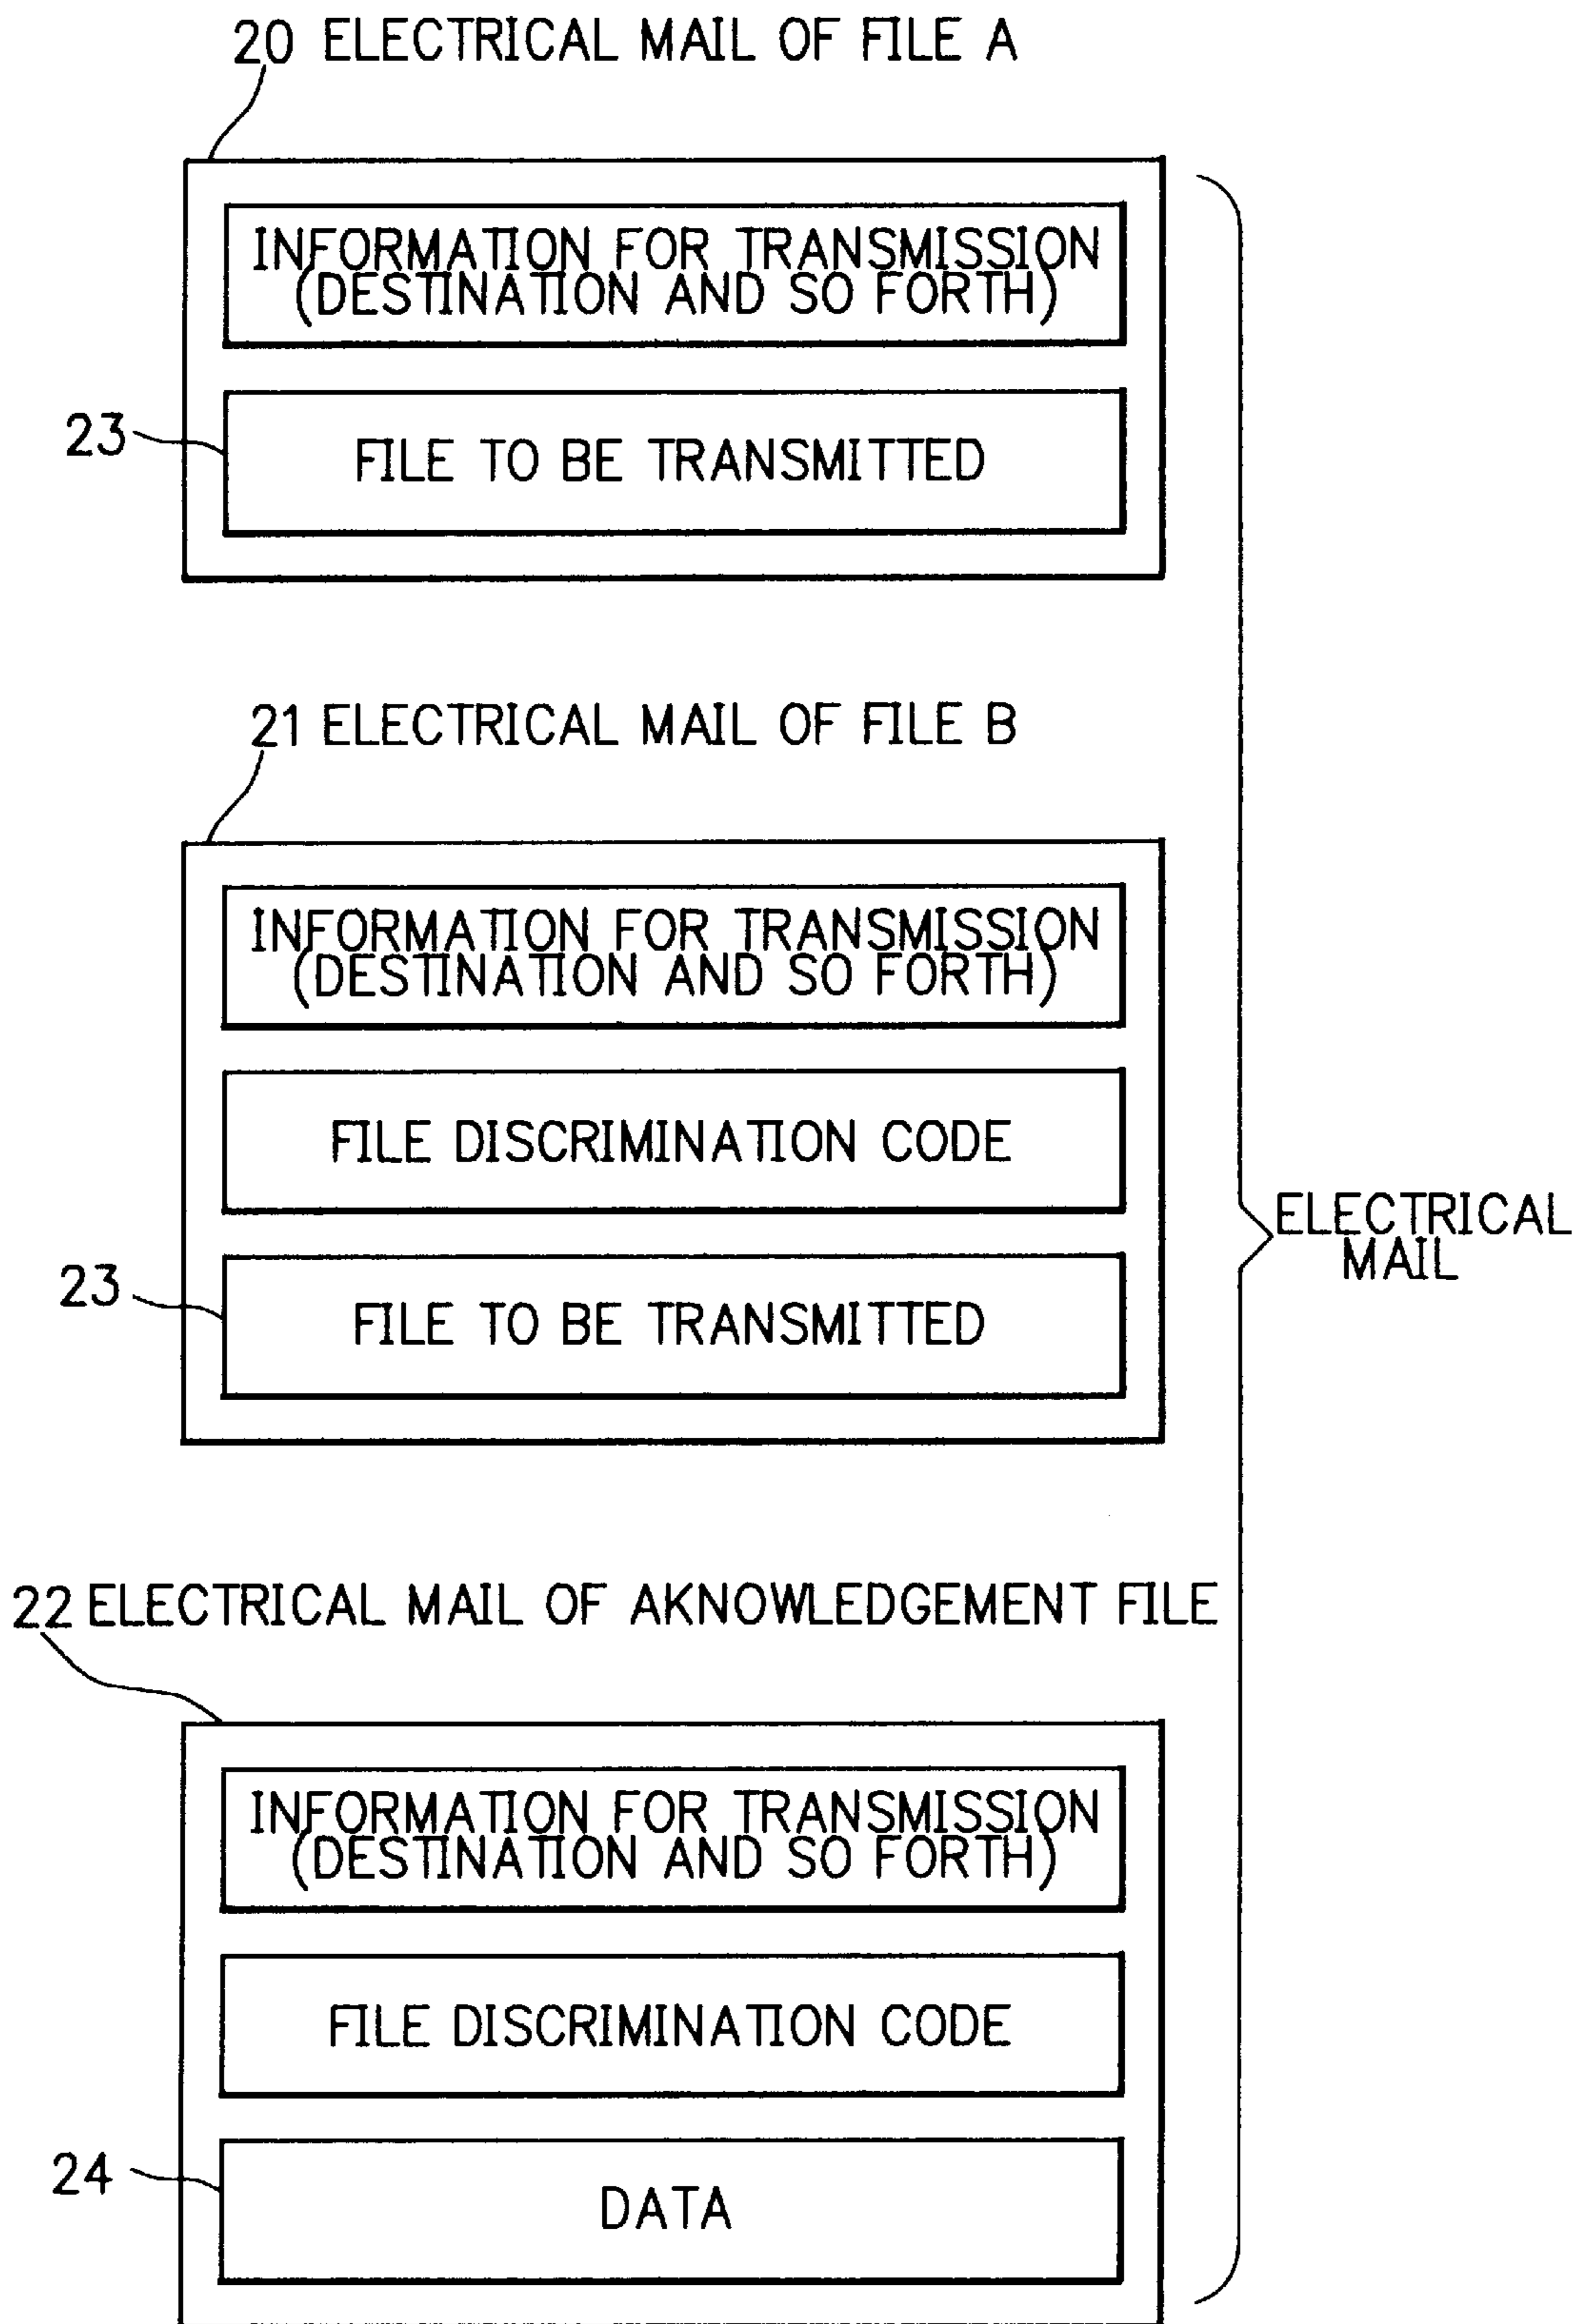 20 ELECTRICAL MAIL OF FILE A
INFORMATION FOR TRANSMISSION
(DESTINATION AND SO FORTH)
23
FILE TO BE TRANSMITTED
21 ELECTRICAL MAIL OF FILE B
INFORMATION FOR TRANSMISSION
(DESTINATION AND SO FORTH)
FILE DISCRIMINATION CODE
ELECTRICAL
MAIL
23
FILE TO BE TRANSMITTED
22 ELECTRICAL MAIL OF AKNOWLEDGEMENT FILE
INFORMATION FOR TRANSMISSION
(DESTINATION AND SO FORTH)
FILE DISCRIMINATION CODE
24
DATA